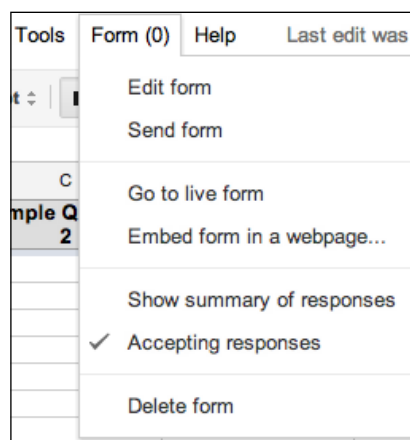 Tools Form (0) Help Last edit was
Edit form
Send form
C
Go to live form
mple Q
2
Embed form in a webpage...
Show summary of responses
Accepting responses
Delete form